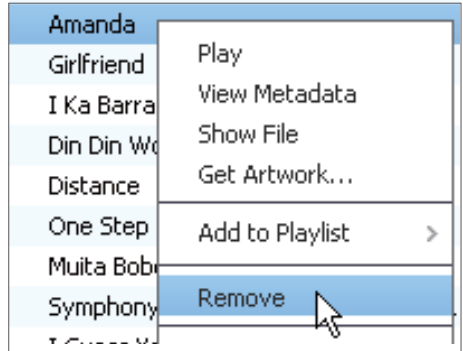 Amanda
Girlfriend
I Ka Barra
Din Din Wo
Distance
One Step
Muita Bob
Symphony
Play
View Metadata
Show File
Get Artwork...
Add to Playlist
Remove